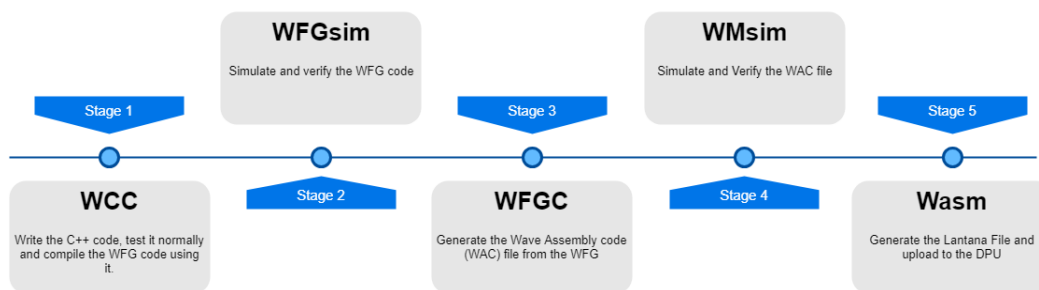 WFGsim
Simulate and verify the WFG code
WMsim
Simulate and Verify the WAC file
Stage 1
Stage 3
Stage 5
Stage 2
Stage 4
WCC
Write the C++ code, test it normally
and compile the WFG code using
it.
WFGC
Generate the Wave Assembly code
(WAC) file from the WFG
Wasm
Generate the Lantana File and
upload to the DPU